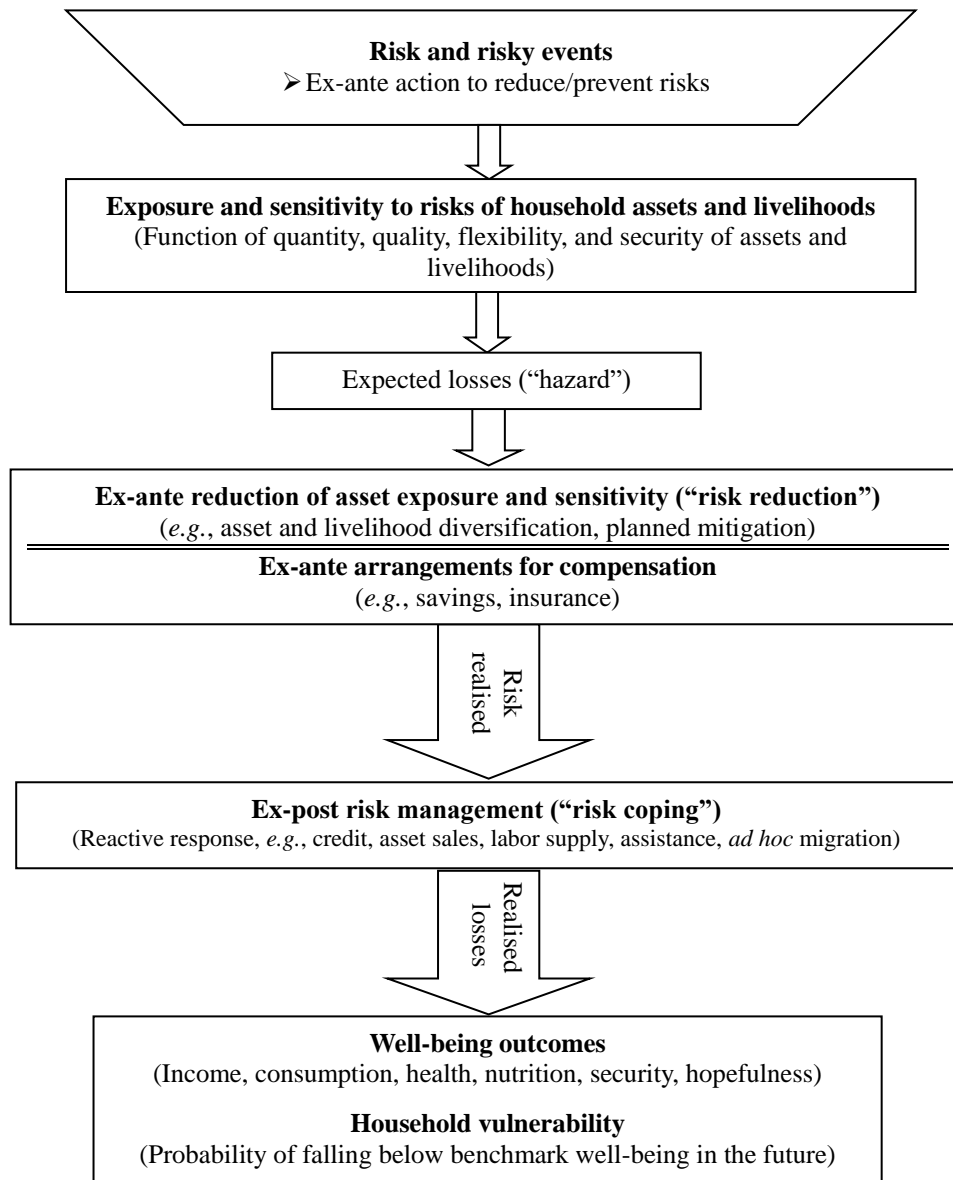 Risk and risky events
➢ Ex-ante action to reduce/prevent risks
Exposure and sensitivity to risks of household assets and livelihoods
(Function of quantity, quality, flexibility, and security of assets and
livelihoods)
Expected losses (“hazard”)
Ex-ante reduction of asset exposure and sensitivity (“risk reduction”)
(e.g., asset and livelihood diversification, planned mitigation)
Ex-ante arrangements for compensation
(e.g., savings, insurance)
Risk
realised
Ex-post risk management (“risk coping”)
(Reactive response, e.g., credit, asset sales, labor supply, assistance, ad hoc migration)
Realised
losses
Well-being outcomes
(Income, consumption, health, nutrition, security, hopefulness)
Household vulnerability
(Probability of falling below benchmark well-being in the future)